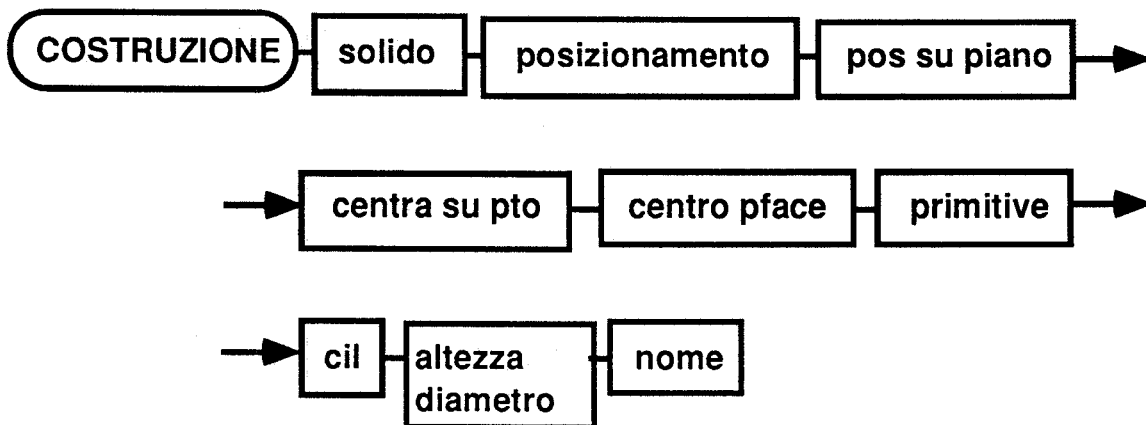 COSTRUZIONE solido posizionamento pos su piano
centra su pto centro pface primitive
cil altezza nome
diametro